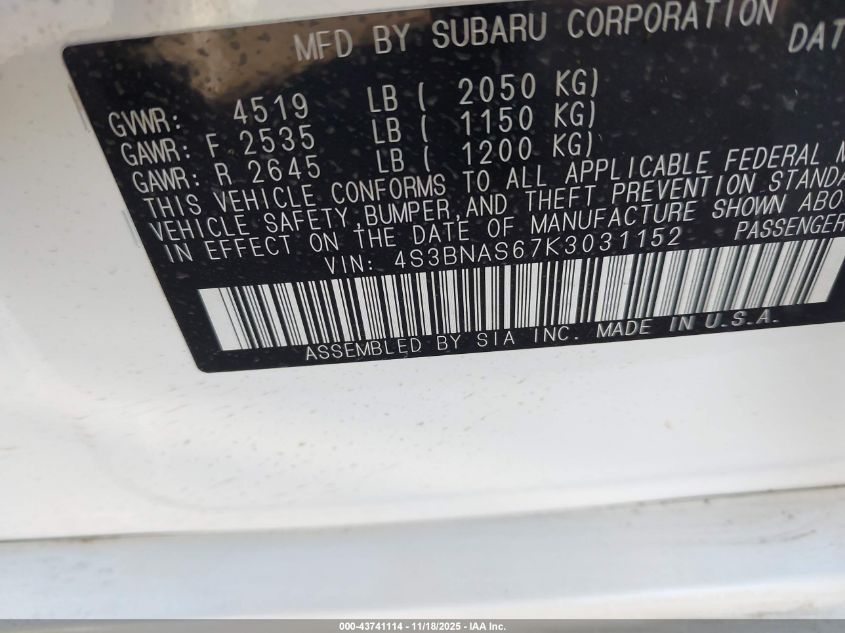 MFD BY SUBARU CORPORATION DAT
GVWR: 4519 LB ( 2050 KG)
GAWR: F 2535 LB ( 1150 KG)
GAWR: R 2645 LB ( 1200 KG)
THIS VEHICLE CONFORMS TO ALL APPLICABLE FEDERAL M
VEHICLE SAFETY,BUMPER,AND THEFT PREVENTION STANDA
IN EFFECT ON THE DATE OF MANUFACTURE SHOWN ABO
VIN: 4S3BNAS67K3031152 PASSENGER
ASSEMBLED BY SIA INC. MADE IN U.S.A.
000-43741114 - 11/18/2025 - IAA Inc.